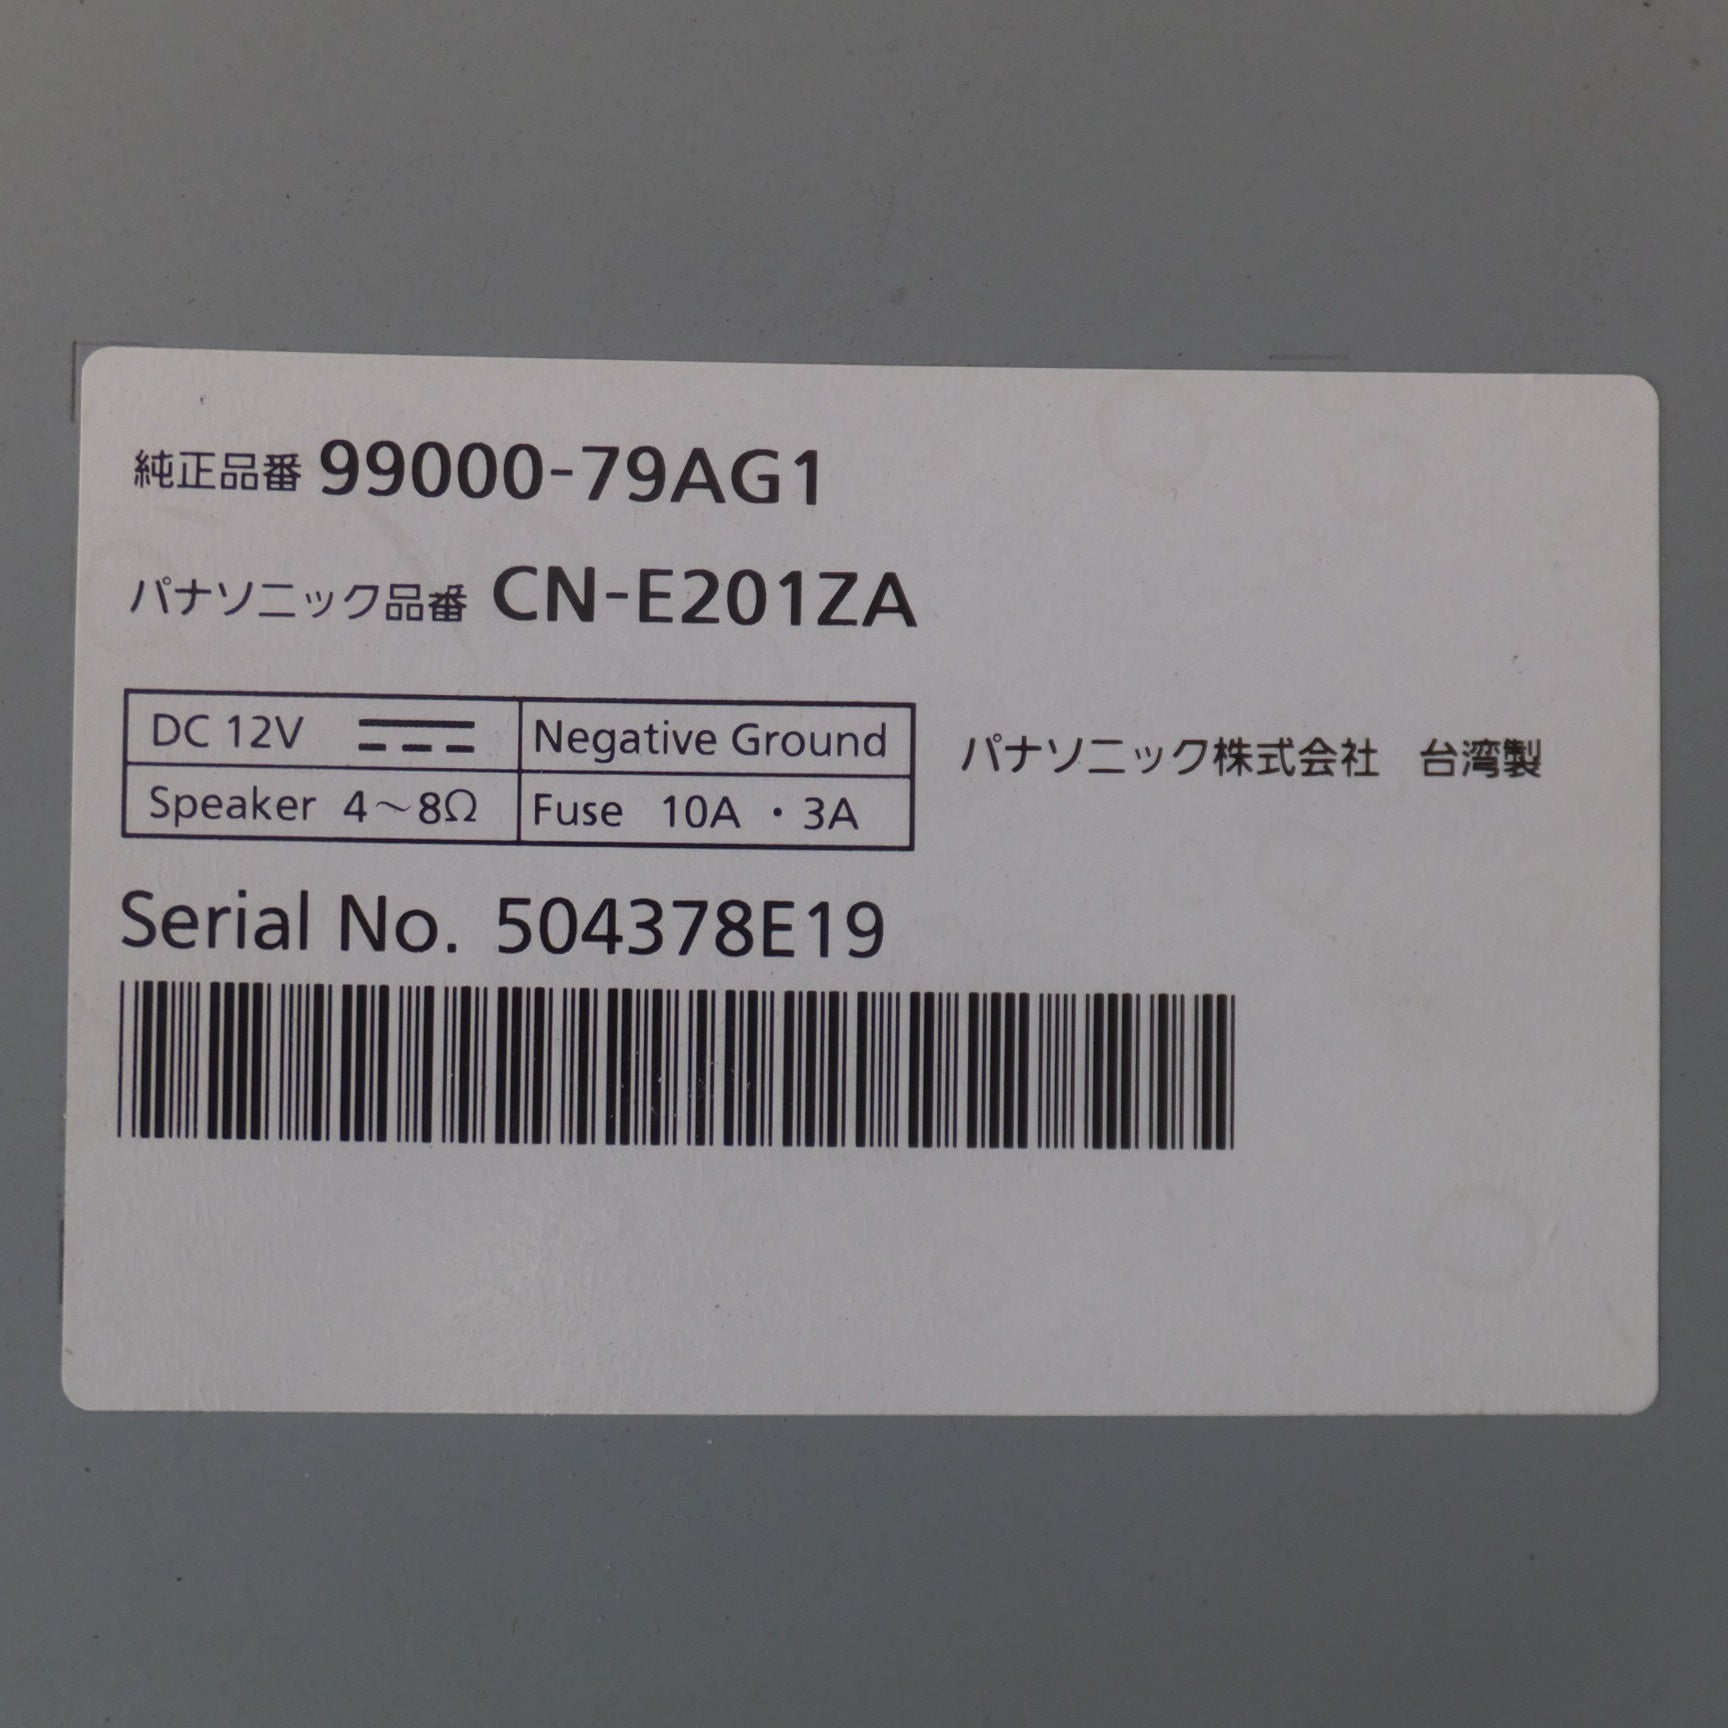 純正品番 99000-79AG1
パナソニック品番 CN-E201ZA
DC 12V Negative Ground
Speaker 4～8Ω Fuse 10A ・3A
パナソニック株式会社 台湾製
Serial No. 504378E19